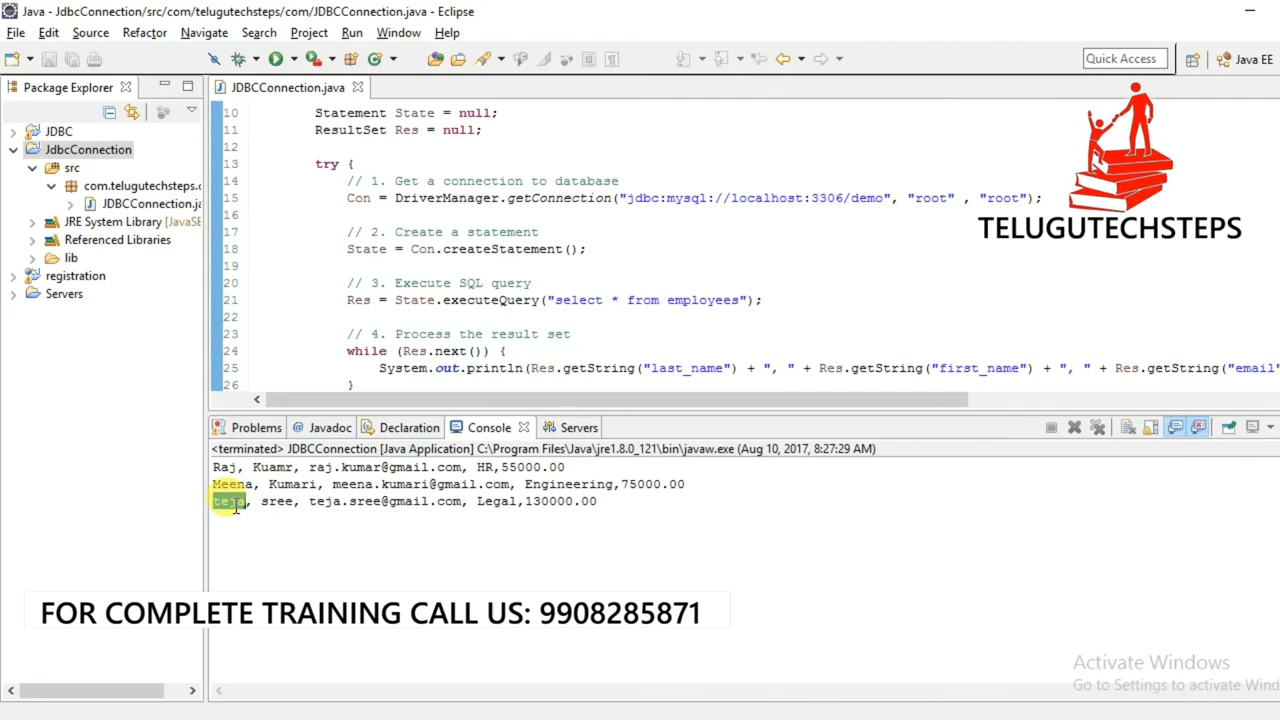 Java - JdbcConnection/src/com/telugutechsteps/com/JDBCConnection.java - Eclipse
File Edit Source Refactor Navigate Search Project Run Window Help
Quick Access
Java EE
Package Explorer
JDBCConnection.java
JDBC
JdbcConnection
src
com.telugutechsteps.c
JDBCConnection.ja
JRE System Library [JavaSE
Referenced Libraries
lib
registration
Servers
10 Statement State = null;
11 ResultSet Res = null;
12
13 try {
14 // 1. Get a connection to database
15 Con = DriverManager.getConnection("jdbc:mysql://localhost:3306/demo", "root" , "root");
16
17 // 2. Create a statement
18 State = Con.createStatement();
19
20 // 3. Execute SQL query
21 Res = State.executeQuery("select * from employees");
22
23 // 4. Process the result set
24 while (Res.next()) {
25 System.out.println(Res.getString("last_name") + ", " + Res.getString("first_name") + ", " + Res.getString("email"
26 }
TELUGUTECHSTEPS
Problems Javadoc Declaration Console Servers
<terminated> JDBCConnection [Java Application] C:\Program Files\Java\jre1.8.0_121\bin\javaw.exe (Aug 10, 2017, 8:27:29 AM)
Raj, Kuamr, raj.kumar@gmail.com, HR,55000.00
Meena, Kumari, meena.kumari@gmail.com, Engineering,75000.00
teja, sree, teja.sree@gmail.com, Legal,130000.00
FOR COMPLETE TRAINING CALL US: 9908285871
Activate Windows
Go to Settings to activate Wind